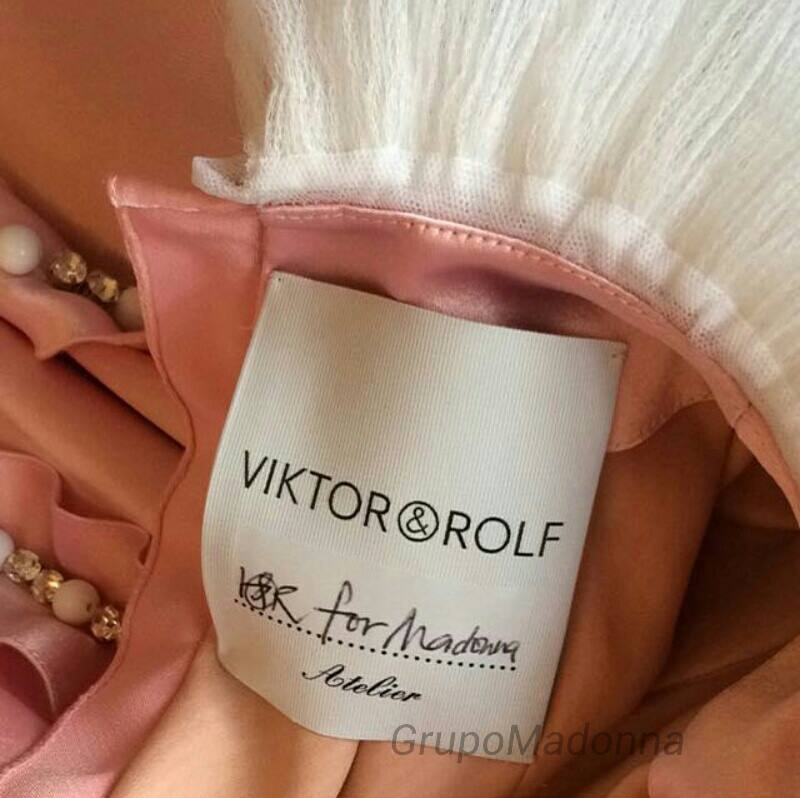 VIKTOR&ROLF
V&R for Madonna
Atelier
GrupoMadonna